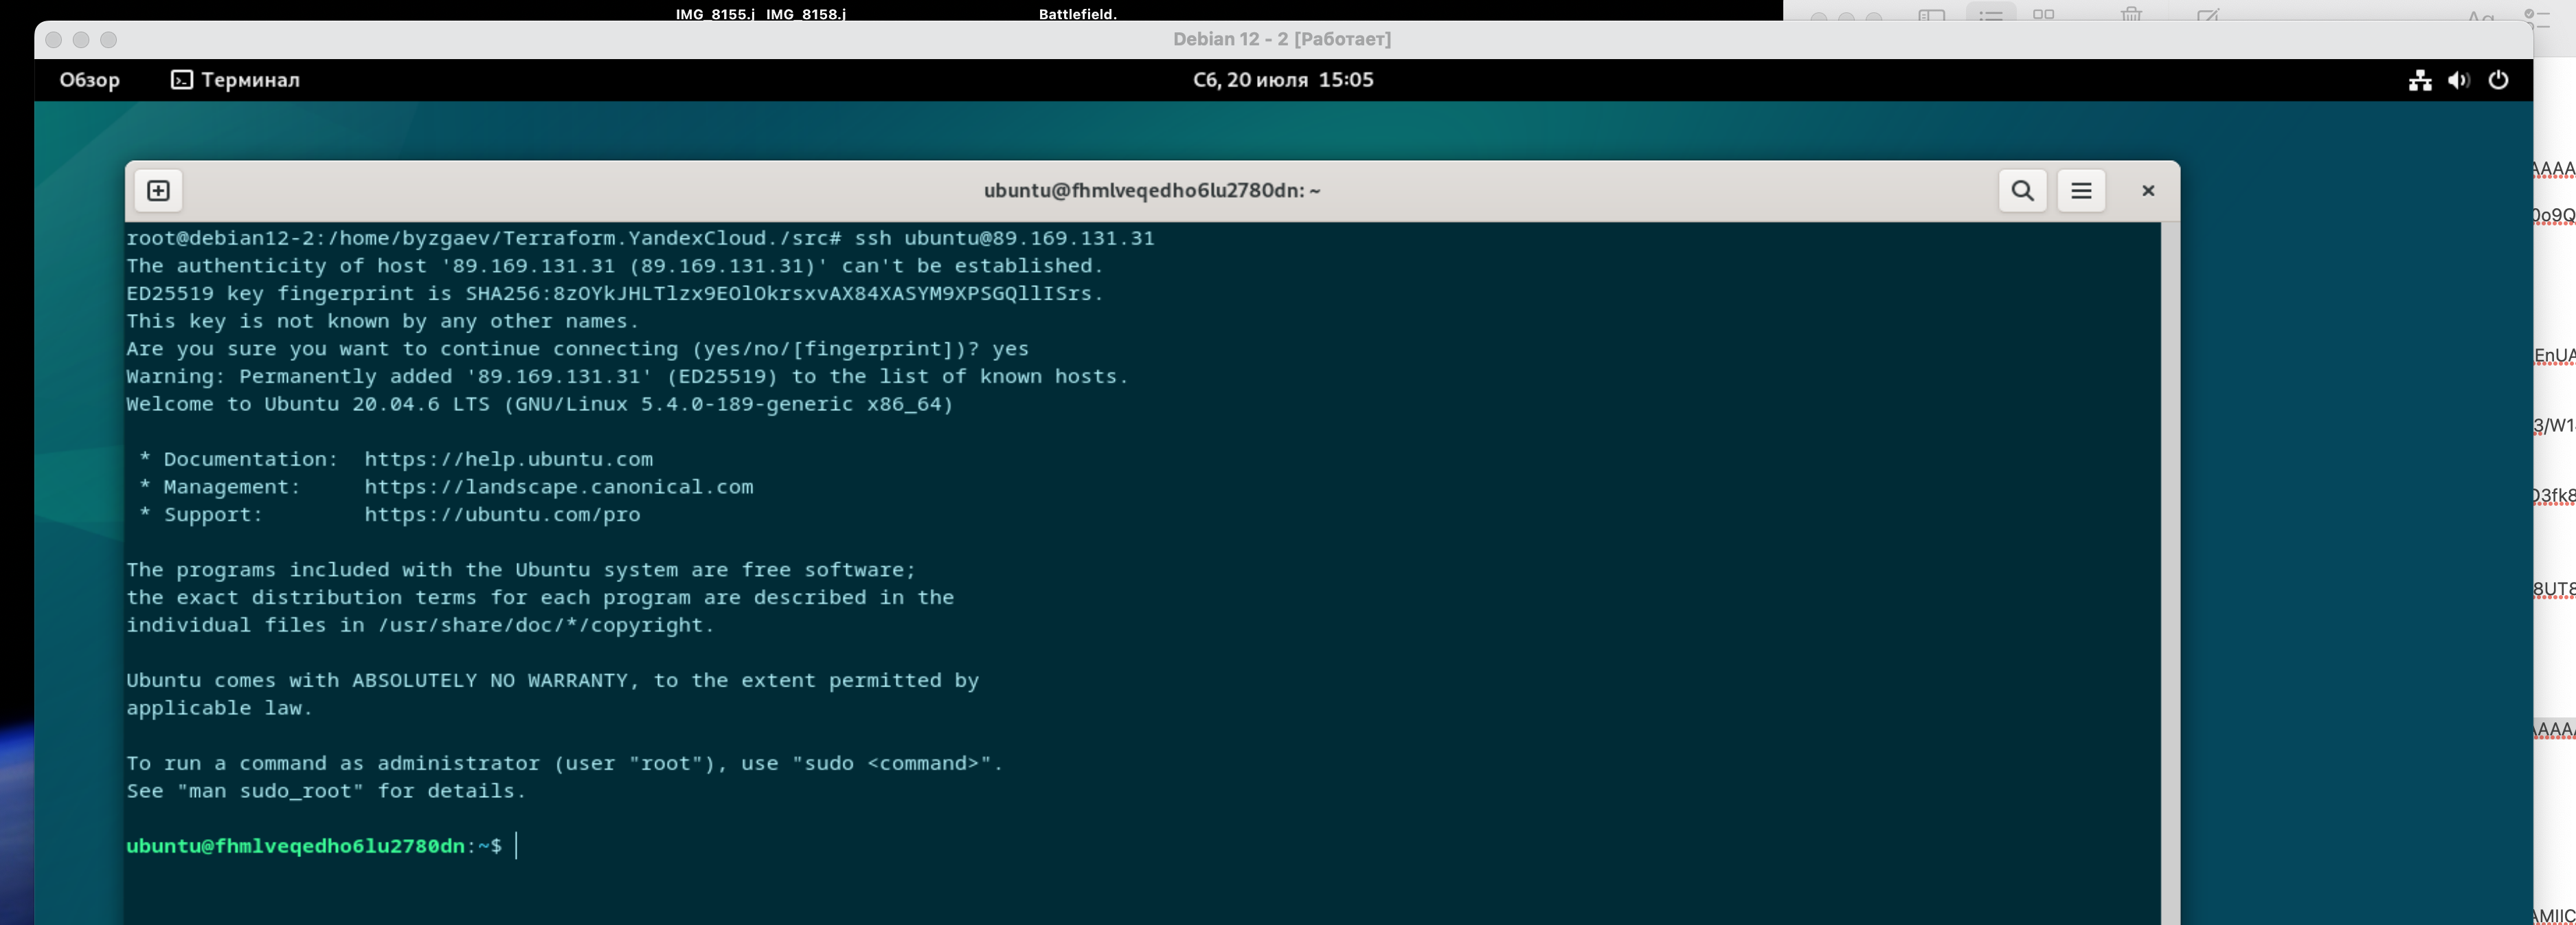 IMG_8155.j IMG_8158.j Battlefield.
Debian 12 - 2 [Работает]
Обзор Терминал Сб, 20 июля 15:05
ubuntu@fhmlveqedho6lu2780dn: ~
root@debian12-2:/home/byzgaev/Terraform.YandexCloud./src# ssh ubuntu@89.169.131.31
The authenticity of host '89.169.131.31 (89.169.131.31)' can't be established.
ED25519 key fingerprint is SHA256:8zOYkJHLTlzx9EOlOkrsxvAX84XASYM9XPSGQllISrs.
This key is not known by any other names.
Are you sure you want to continue connecting (yes/no/[fingerprint])? yes
Warning: Permanently added '89.169.131.31' (ED25519) to the list of known hosts.
Welcome to Ubuntu 20.04.6 LTS (GNU/Linux 5.4.0-189-generic x86_64)
* Documentation: https://help.ubuntu.com
* Management: https://landscape.canonical.com
* Support: https://ubuntu.com/pro
The programs included with the Ubuntu system are free software;
the exact distribution terms for each program are described in the
individual files in /usr/share/doc/*/copyright.
Ubuntu comes with ABSOLUTELY NO WARRANTY, to the extent permitted by
applicable law.
To run a command as administrator (user "root"), use "sudo <command>".
See "man sudo_root" for details.
ubuntu@fhmlveqedho6lu2780dn:~$
EnUA
8UT8